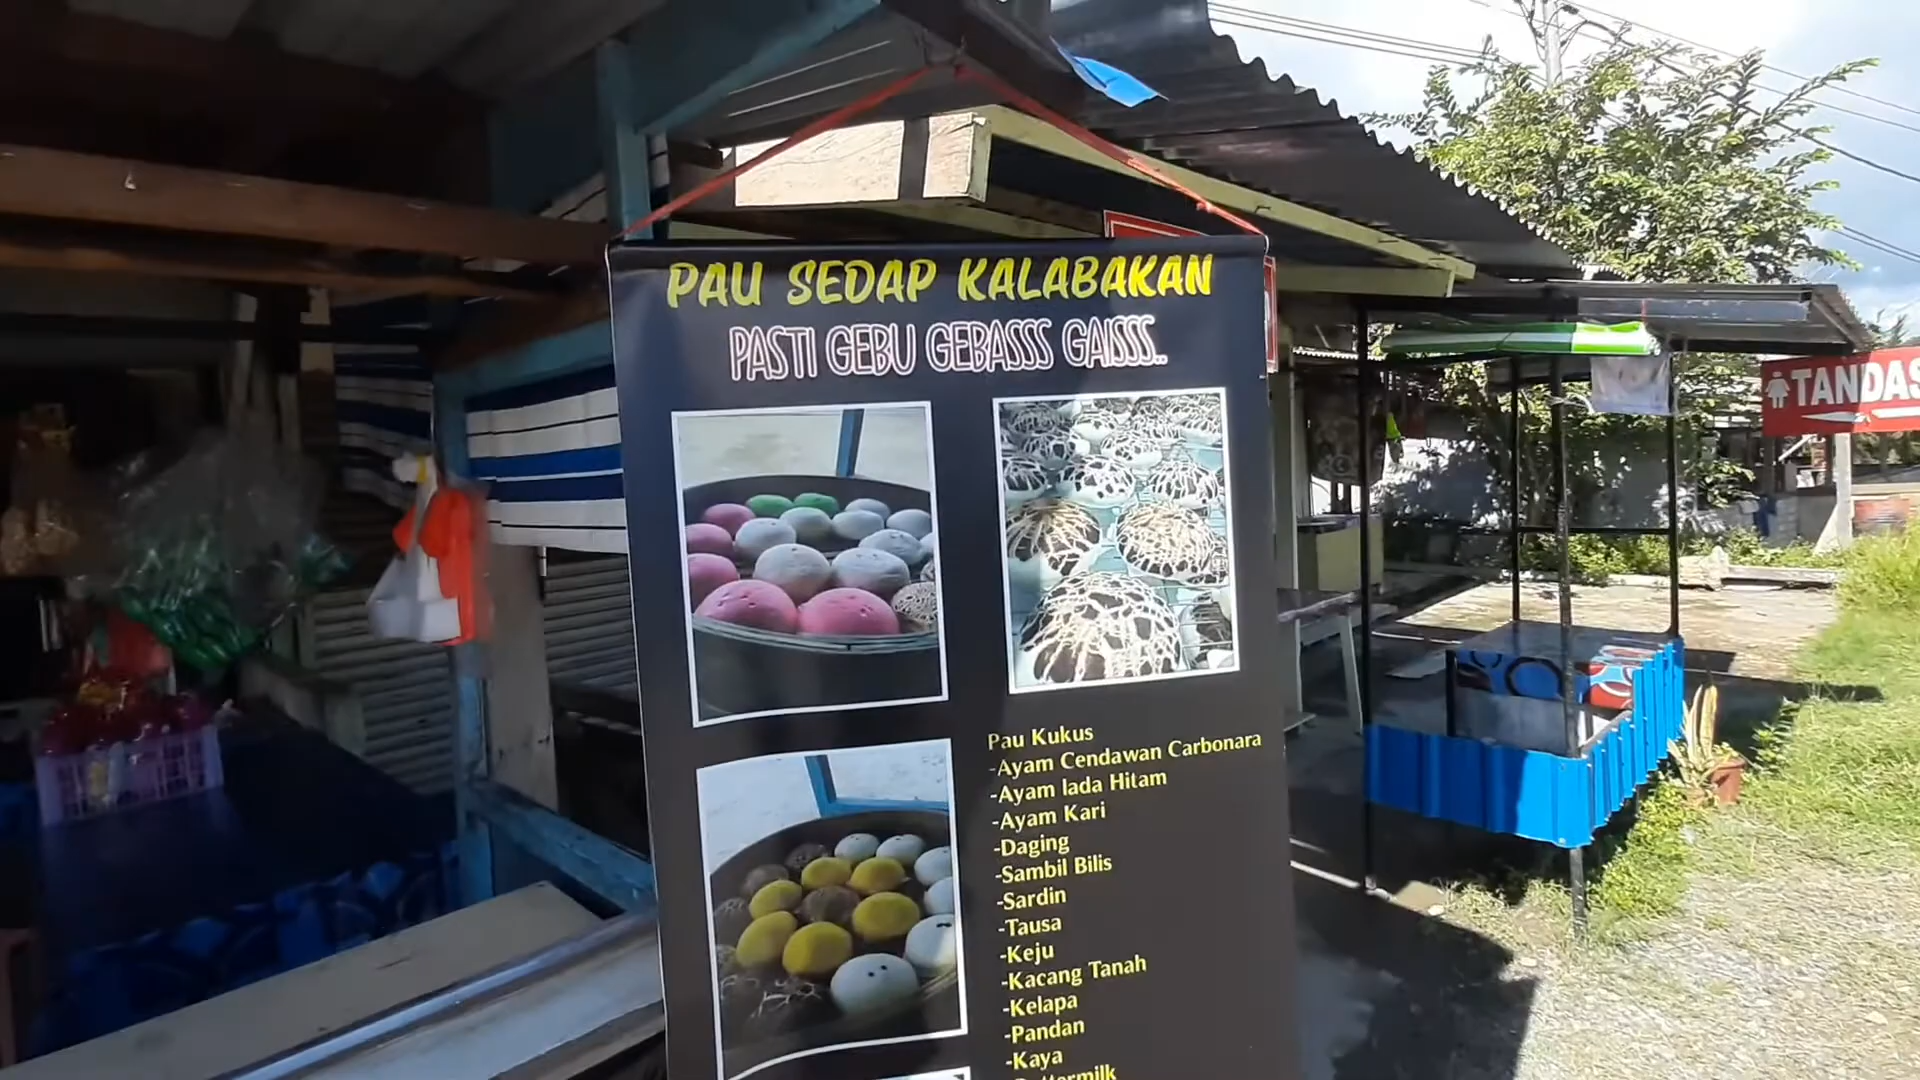 PAU SEDAP KALABAKAN
PASTI GEBU GEBASSS GAISSS..
Pau Kukus
-Ayam Cendawan Carbonara
-Ayam lada Hitam
-Ayam Kari
-Daging
-Sambil Bilis
-Sardin
-Tausa
-Keju
-Kacang Tanah
-Kelapa
-Pandan
-Kaya